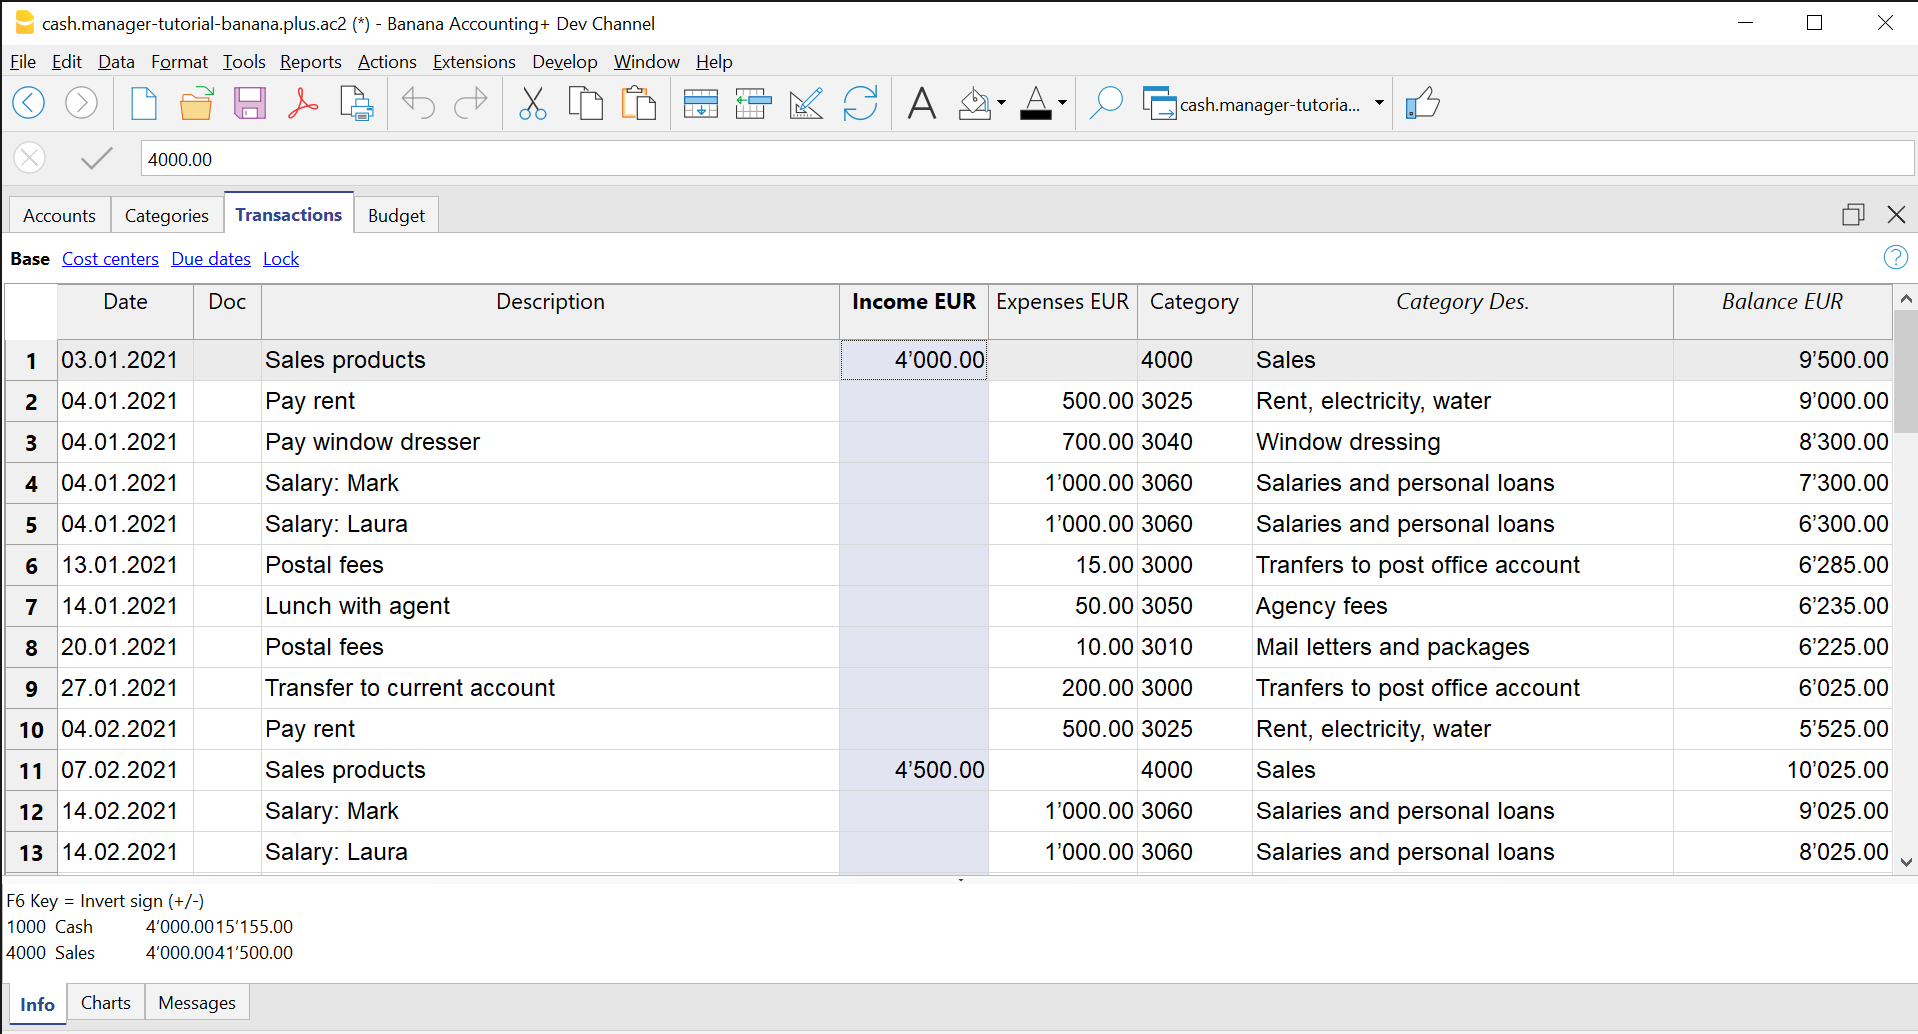 cash.manager-tutorial-banana.plus.ac2 (*) - Banana Accounting+ Dev Channel
File Edit Data Format Tools Reports Actions Extensions Develop Window Help
cash.manager-tutoria...
4000.00
Accounts Categories Transactions Budget
Base Cost centers Due dates Lock
Date Doc Description Income EUR Expenses EUR Category Category Des. Balance EUR
1 03.01.2021 Sales products 4’000.00 4000 Sales 9’500.00
2 04.01.2021 Pay rent 500.00 3025 Rent, electricity, water 9’000.00
3 04.01.2021 Pay window dresser 700.00 3040 Window dressing 8’300.00
4 04.01.2021 Salary: Mark 1’000.00 3060 Salaries and personal loans 7’300.00
5 04.01.2021 Salary: Laura 1’000.00 3060 Salaries and personal loans 6’300.00
6 13.01.2021 Postal fees 15.00 3000 Tranfers to post office account 6’285.00
7 14.01.2021 Lunch with agent 50.00 3050 Agency fees 6’235.00
8 20.01.2021 Postal fees 10.00 3010 Mail letters and packages 6’225.00
9 27.01.2021 Transfer to current account 200.00 3000 Tranfers to post office account 6’025.00
10 04.02.2021 Pay rent 500.00 3025 Rent, electricity, water 5’525.00
11 07.02.2021 Sales products 4’500.00 4000 Sales 10’025.00
12 14.02.2021 Salary: Mark 1’000.00 3060 Salaries and personal loans 9’025.00
13 14.02.2021 Salary: Laura 1’000.00 3060 Salaries and personal loans 8’025.00
F6 Key = Invert sign (+/-)
1000 Cash 4’000.0015’155.00
4000 Sales 4’000.0041’500.00
Info Charts Messages